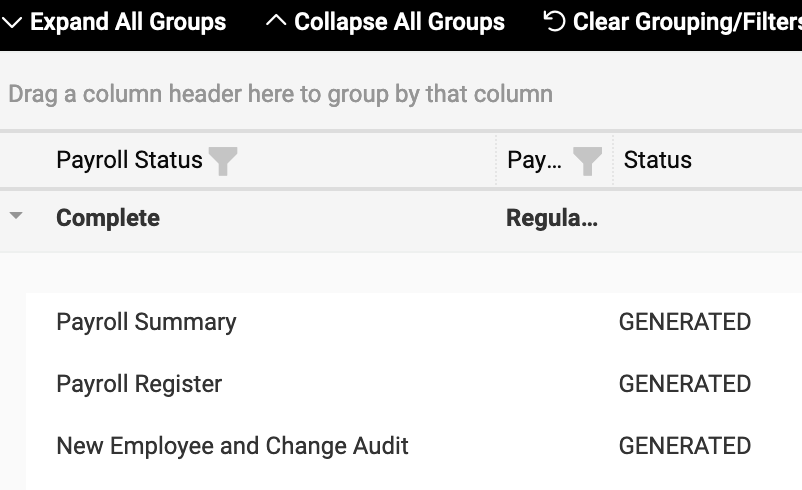 Expand All Groups Collapse All Groups Clear Grouping/Filters
Drag a column header here to group by that column
Payroll Status Pay... Status
Complete Regula...
Payroll Summary GENERATED
Payroll Register GENERATED
New Employee and Change Audit GENERATED